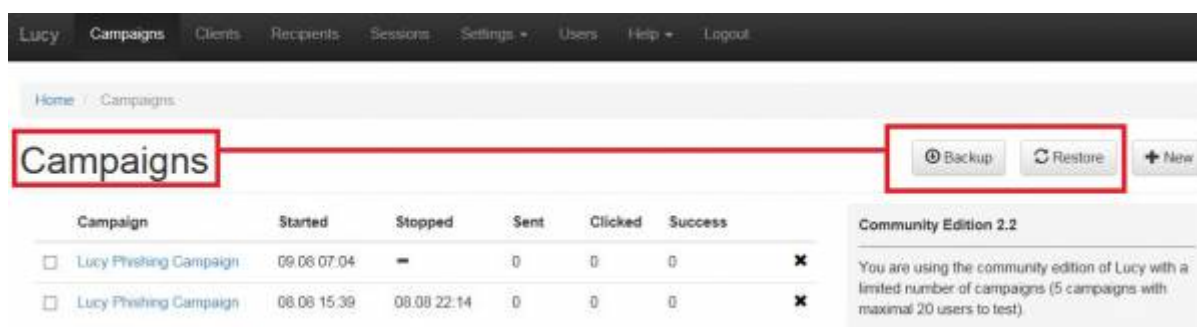 Lucy Campaigns Clients Recipients Sessions Settings Users Help Logout
Home / Campaigns
Campaigns
Backup Restore New
Campaign Started Stopped Sent Clicked Success
Lucy Phishing Campaign 09.08 07:04 – 0 0 0
Lucy Phishing Campaign 08.08 15:39 08.08 22:14 0 0 0
Community Edition 2.2
You are using the community edition of Lucy with a
limited number of campaigns (5 campaigns with
maximal 20 users to test)